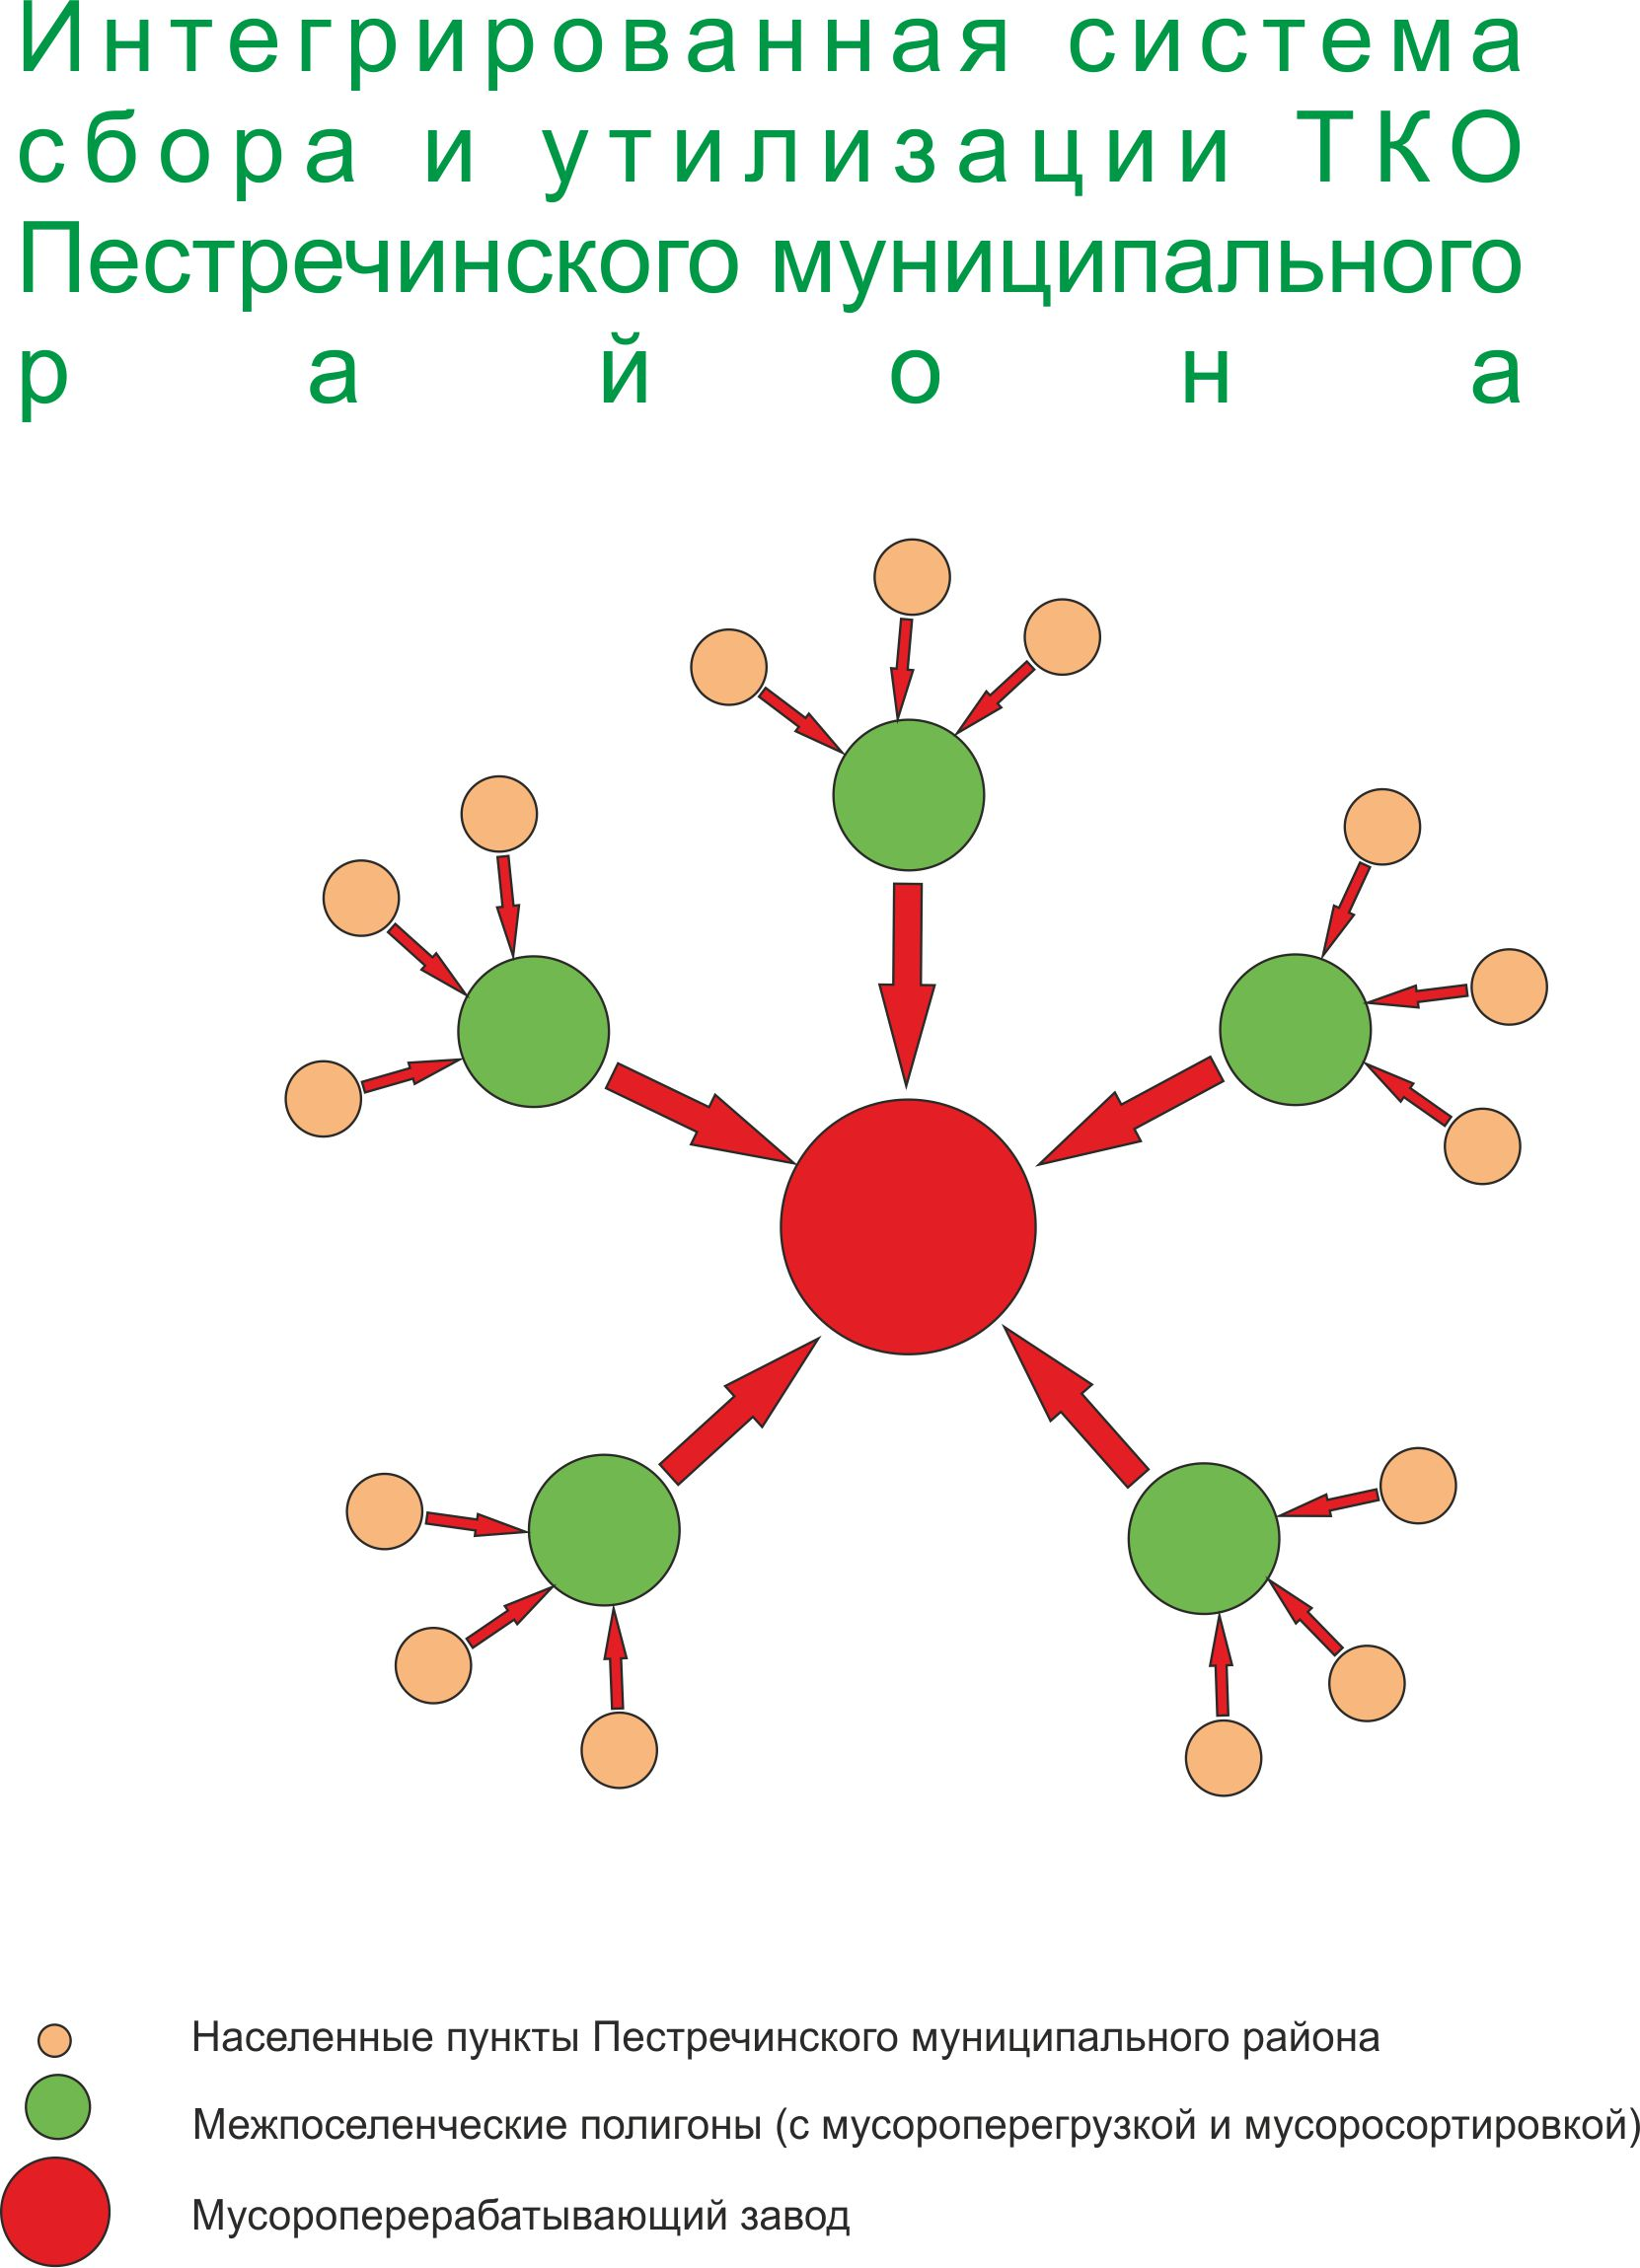 Интегрированная система
сбора и утилизации ТКО
Пестречинского муниципального
района
Населенные пункты Пестречинского муниципального района
Межпоселенческие полигоны (с мусороперегрузкой и мусоросортировкой)
Мусороперерабатывающий завод